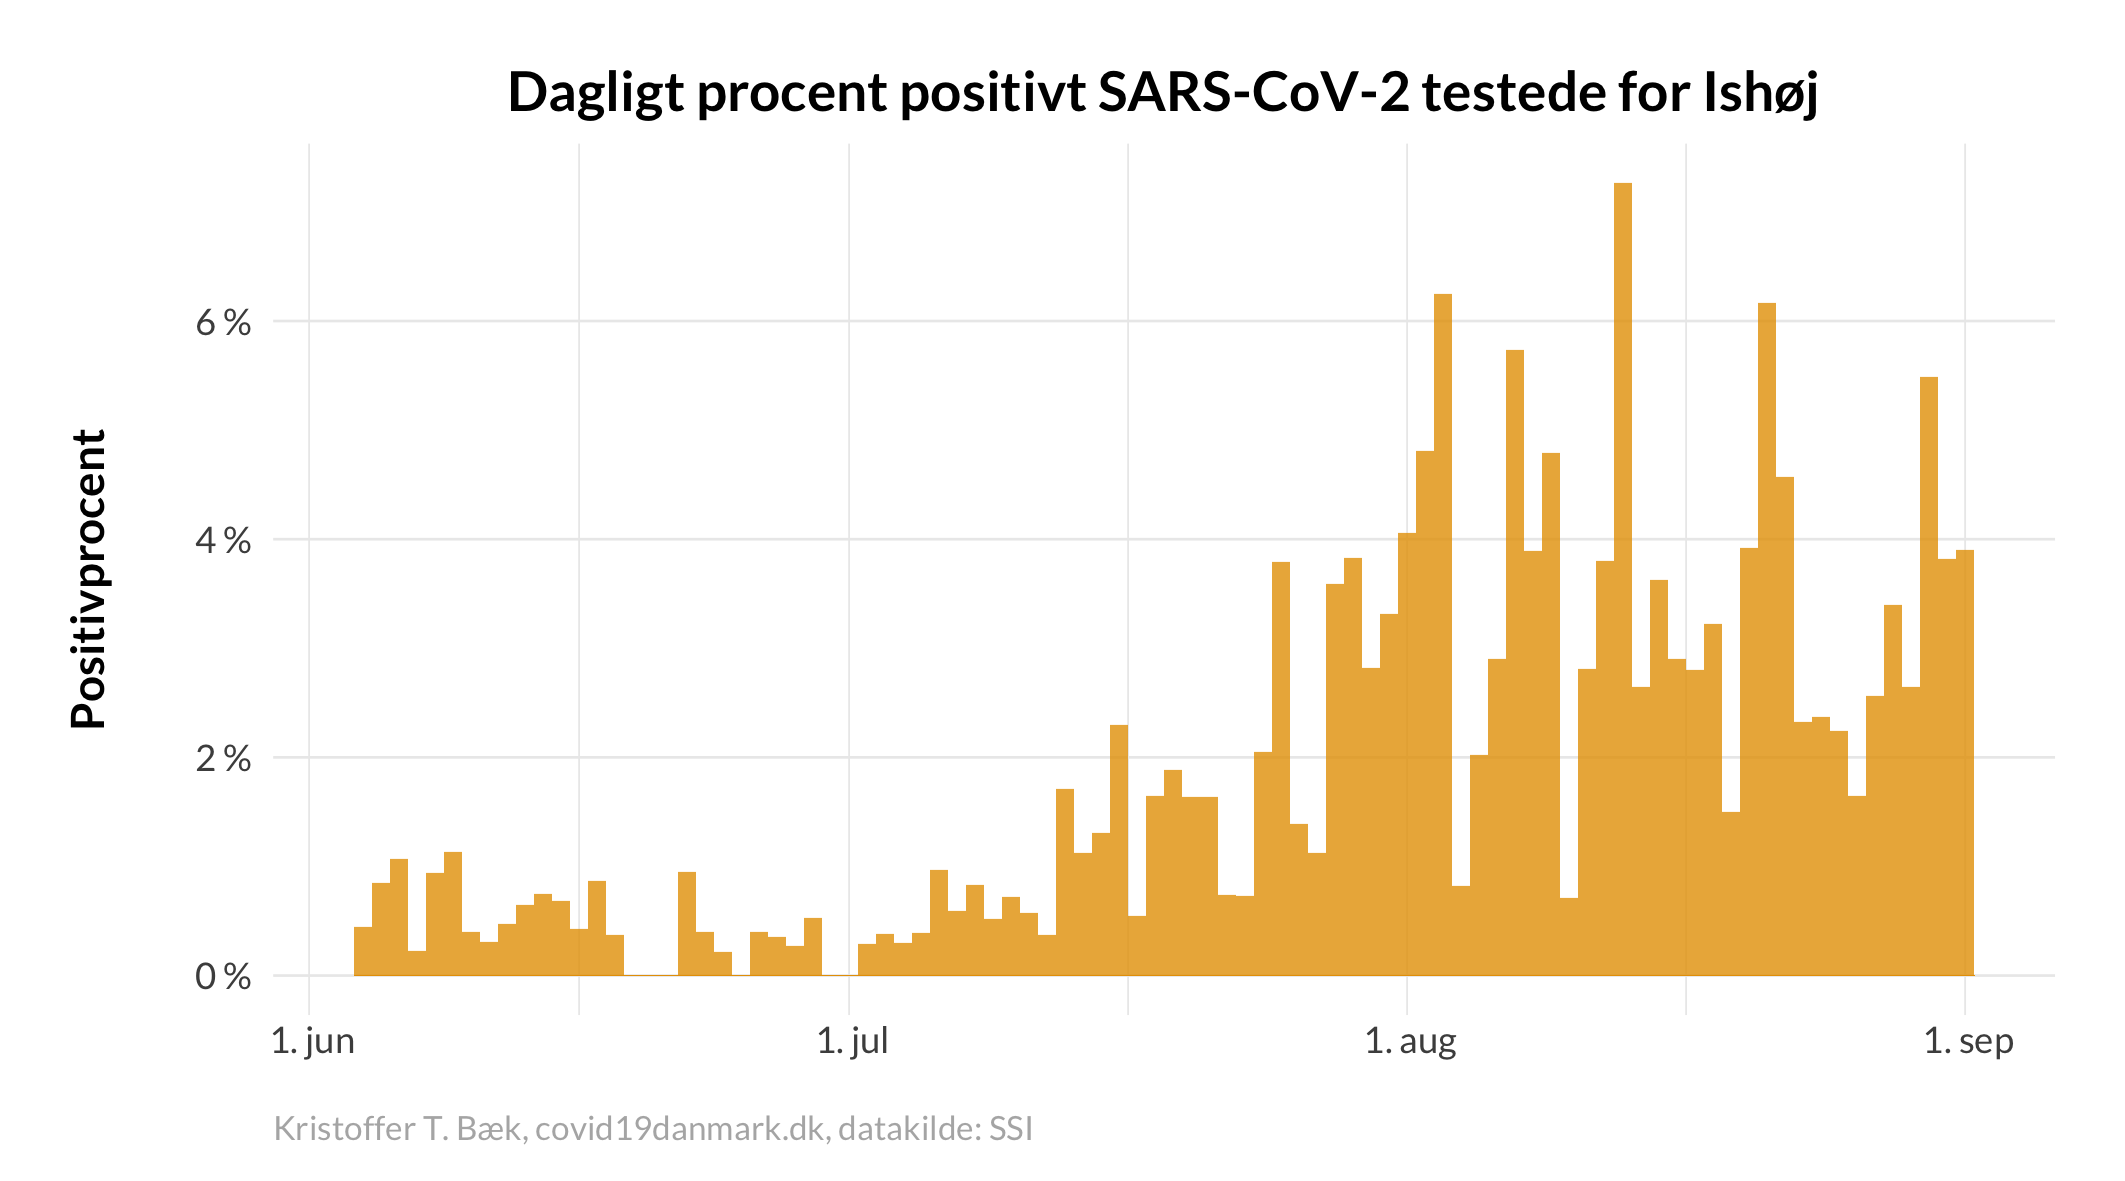 Dagligt procent positivt SARS-CoV-2 testede for Ishøj
Positivprocent
6 %
4 %
2 %
0 %
1. jun
1. jul
1. aug
1. sep
Kristoffer T. Bæk, covid19danmark.dk, datakilde: SSI